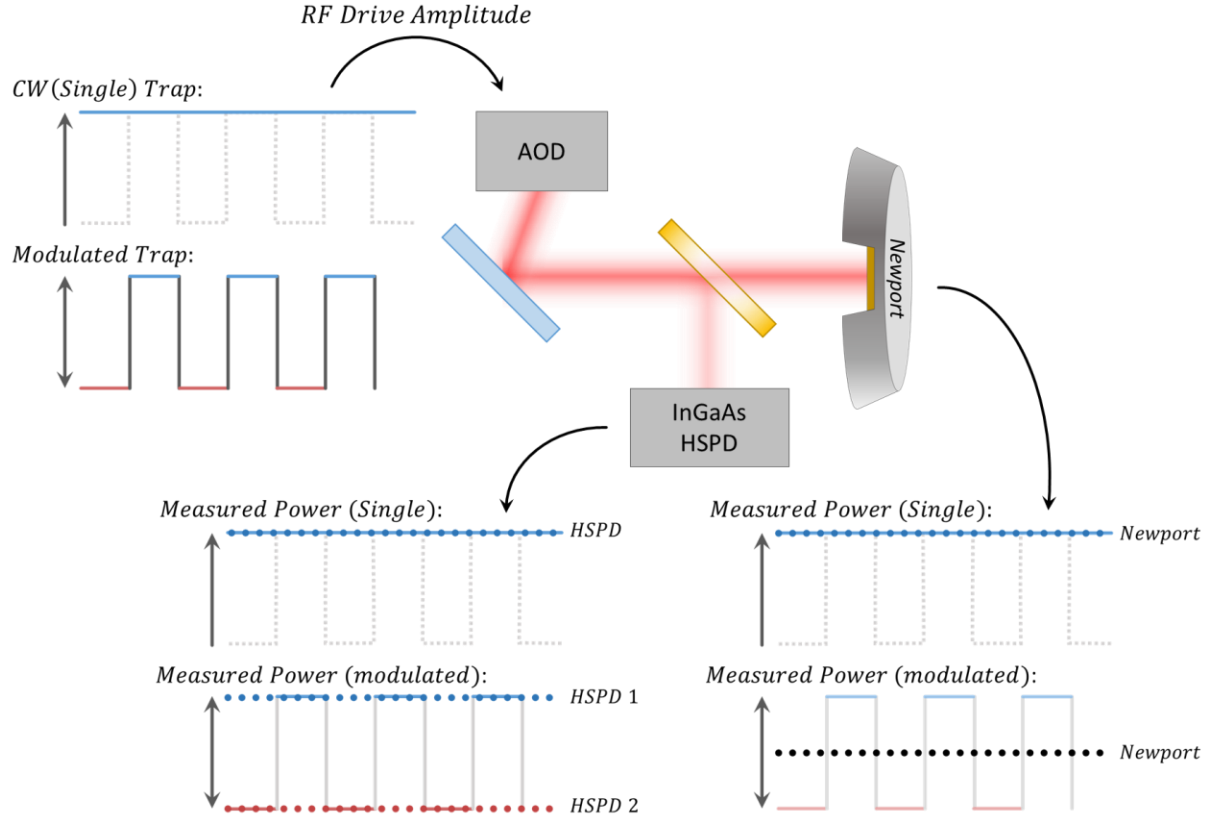 RF Drive Amplitude
CW (Single) Trap:
AOD
Modulated Trap:
Newport
InGaAs
HSPD
Measured Power (Single):
HSPD
Measured Power (Single):
Newport
Measured Power (modulated):
HSPD 1
HSPD 2
Measured Power (modulated):
Newport